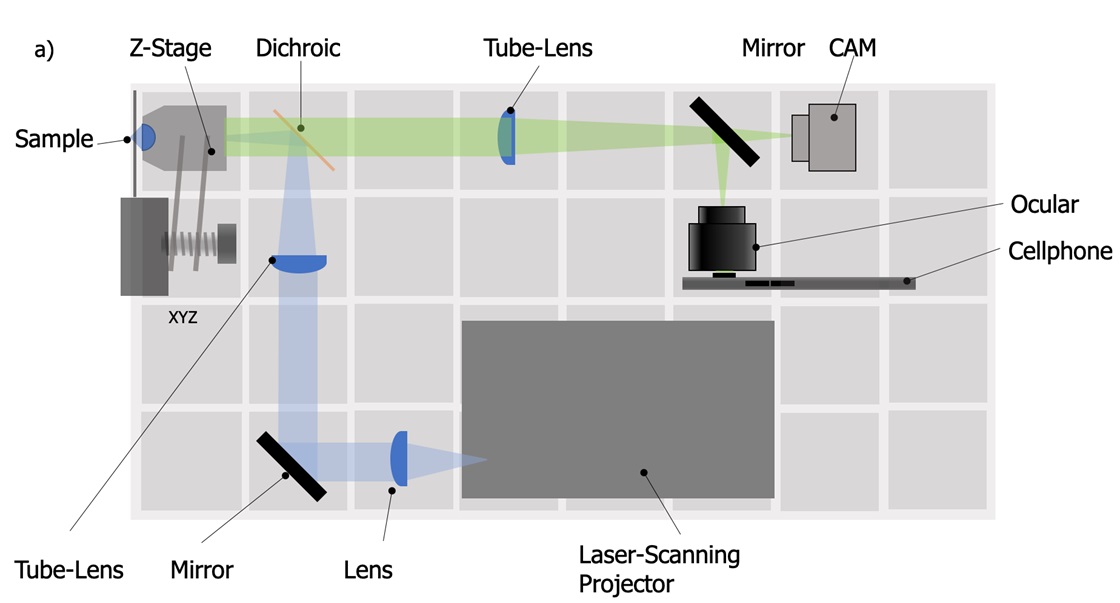 a)
Z-Stage
Dichroic
Tube-Lens
Mirror
CAM
Sample
Ocular
Cellphone
XYZ
Tube-Lens
Mirror
Lens
Laser-Scanning
Projector